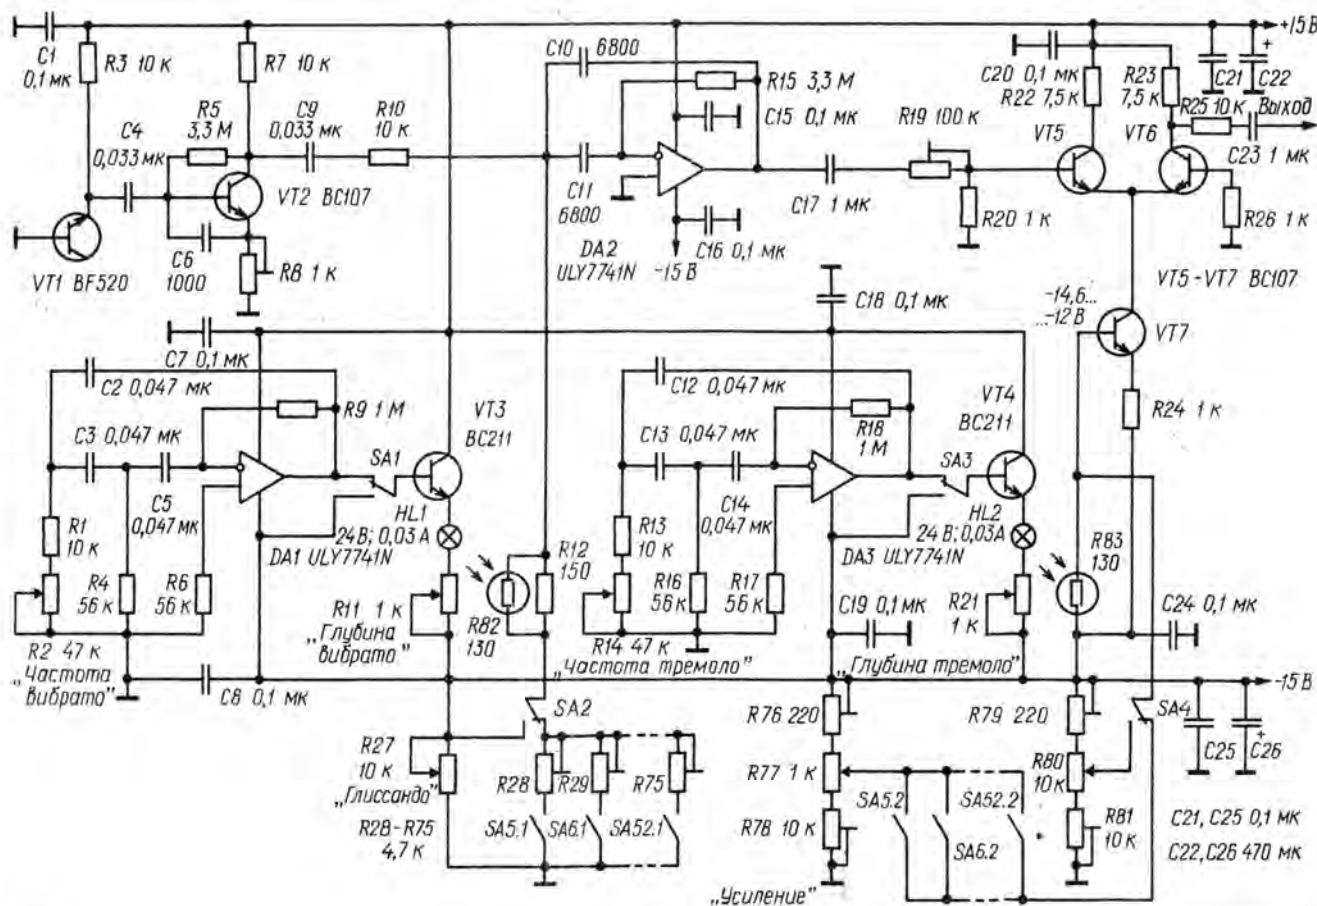 +15 В
C1
0,1 мк
R3 10 к
R7 10 к
C10
6800
R15 3,3 М
C15 0,1 мк
C20 0,1 мк
R22 7,5 к
R23
7,5 к
C21
C22
+
R5
3,3 М
C9
0,033 мк
R10
10 к
R19 100 к
VT5
VT6
R25 10 к
Выход
C23 1 мк
C4
0,033 мк
VT2 BC107
C11
6800
C17 1 мк
R20 1 к
R26 1 к
VT1 BF520
C6
1000
R8 1 к
DA2
ULY7741N
-15 В
C16 0,1 мк
VT5-VT7 BC107
C18 0,1 мк
-14,6...
...-12 В
VT7
C7 0,1 мк
C2 0,047 мк
C12 0,047 мк
R9 1 М
VT3
BC211
R18
1 М
VT4
BC211
R24 1 к
C3 0,047 мк
C13 0,047 мк
SA1
SA3
C5
0,047 мк
C14
0,047 мк
R1
10 к
HL1
24 В; 0,03 А
DA1 ULY7741N
R12
150
R13
10 к
HL2
24 В; 0,03 А
DA3 ULY7741N
R83
130
R4
56 к
R6
56 к
R11 1 к
„Глубина
вибрато"
R82
130
R16
56 к
R17
56 к
C19 0,1 мк
R21
1 к
C24 0,1 мк
R2 47 к
„Частота
вибрато"
R14 47 к
„Частота тремоло"
„Глубина тремоло"
C8 0,1 мк
-15 В
SA2
R76 220
R79 220
SA4
R27
10 к
„Глиссандо"
R28
R29
R75
R77 1 к
R80
10 к
C25
C26
+
R28-R75
4,7 к
SA5.1
SA6.1
SA52.1
R78 10 к
SA5.2
SA52.2
SA6.2
R81
10 к
C21, C25 0,1 мк
C22, C26 470 мк
„Усиление"